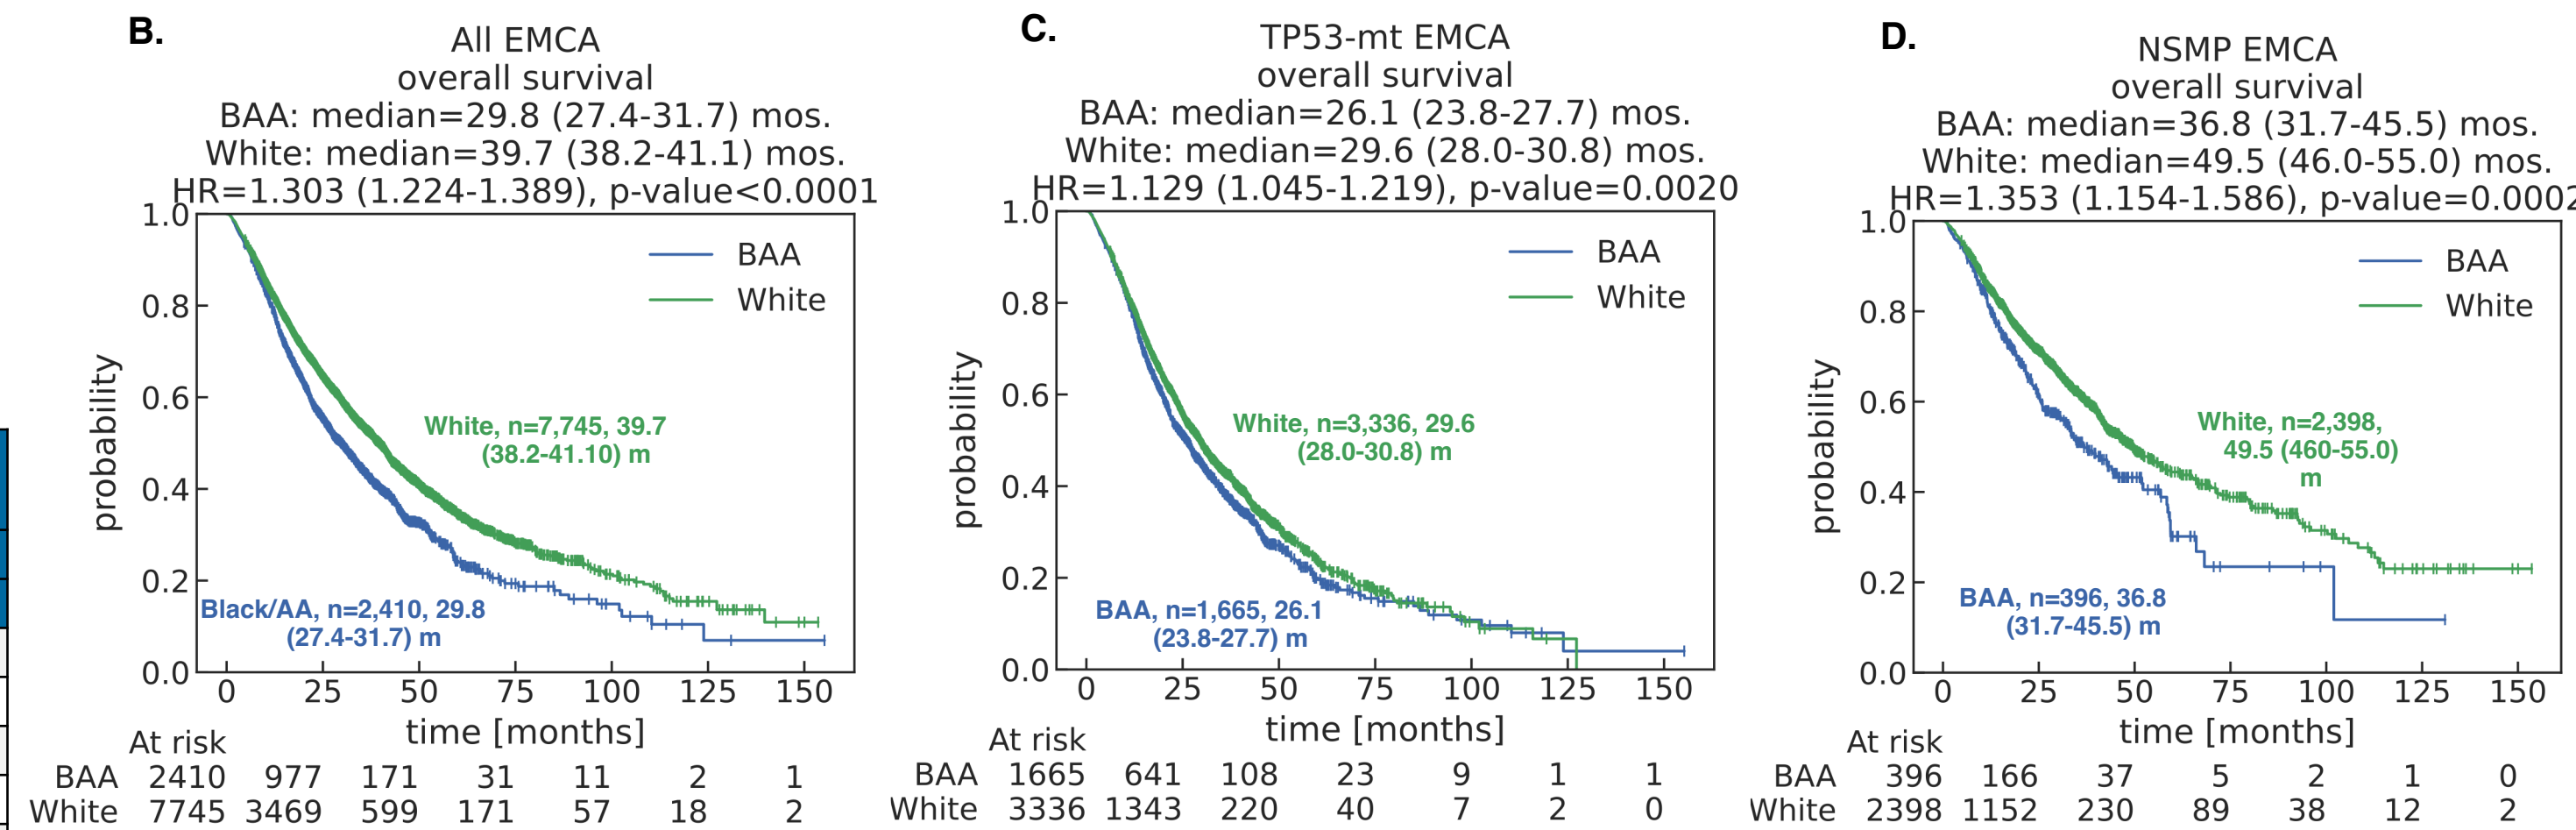 B.
All EMCA
overall survival
BAA: median=29.8 (27.4-31.7) mos.
White: median=39.7 (38.2-41.1) mos.
HR=1.303 (1.224-1.389), p-value<0.0001
1.0
0.8
0.6
0.4
0.2
0.0
probability
BAA
White
White, n=7,745, 39.7
(38.2-41.10) m
Black/AA, n=2,410, 29.8
(27.4-31.7) m
0 25 50 75 100 125 150
time [months]
At risk
BAA 2410 977 171 31 11 2 1
White 7745 3469 599 171 57 18 2
C.
TP53-mt EMCA
overall survival
BAA: median=26.1 (23.8-27.7) mos.
White: median=29.6 (28.0-30.8) mos.
HR=1.129 (1.045-1.219), p-value=0.0020
1.0
0.8
0.6
0.4
0.2
0.0
probability
BAA
White
White, n=3,336, 29.6
(28.0-30.8) m
BAA, n=1,665, 26.1
(23.8-27.7) m
0 25 50 75 100 125 150
time [months]
At risk
BAA 1665 641 108 23 9 1 1
White 3336 1343 220 40 7 2 0
D.
NSMP EMCA
overall survival
BAA: median=36.8 (31.7-45.5) mos.
White: median=49.5 (46.0-55.0) mos.
HR=1.353 (1.154-1.586), p-value=0.0002
1.0
0.8
0.6
0.4
0.2
0.0
probability
BAA
White
White, n=2,398,
49.5 (460-55.0)
m
BAA, n=396, 36.8
(31.7-45.5) m
0 25 50 75 100 125 150
time [months]
At risk
BAA 396 166 37 5 2 1 0
White 2398 1152 230 89 38 12 2